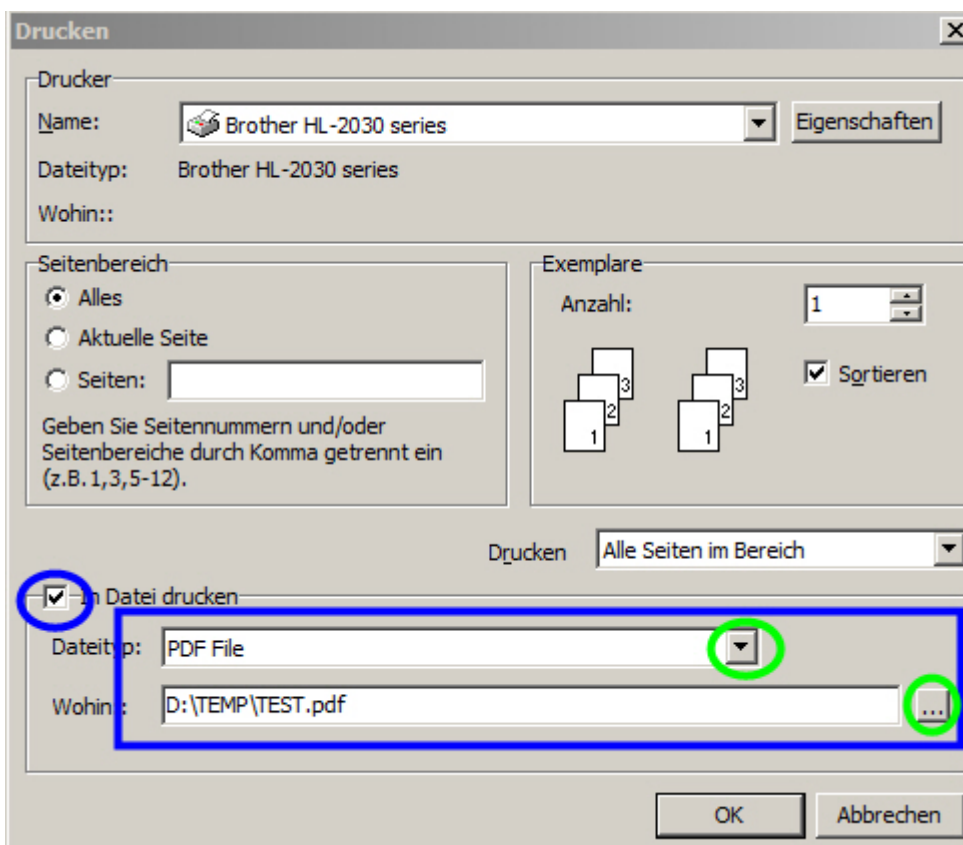 Drucken
Drucker
Name: Brother HL-2030 series Eigenschaften
Dateityp: Brother HL-2030 series
Wohin::
Seitenbereich
Alles
Aktuelle Seite
Seiten:
Geben Sie Seitennummern und/oder
Seitenbereiche durch Komma getrennt ein
(z.B.1,3,5-12).
Exemplare
Anzahl: 1
1 2 3 1 2 3
Sortieren
Drucken Alle Seiten im Bereich
In Datei drucken
Dateityp: PDF File
Wohin:: D:\TEMP\TEST.pdf ...
OK Abbrechen